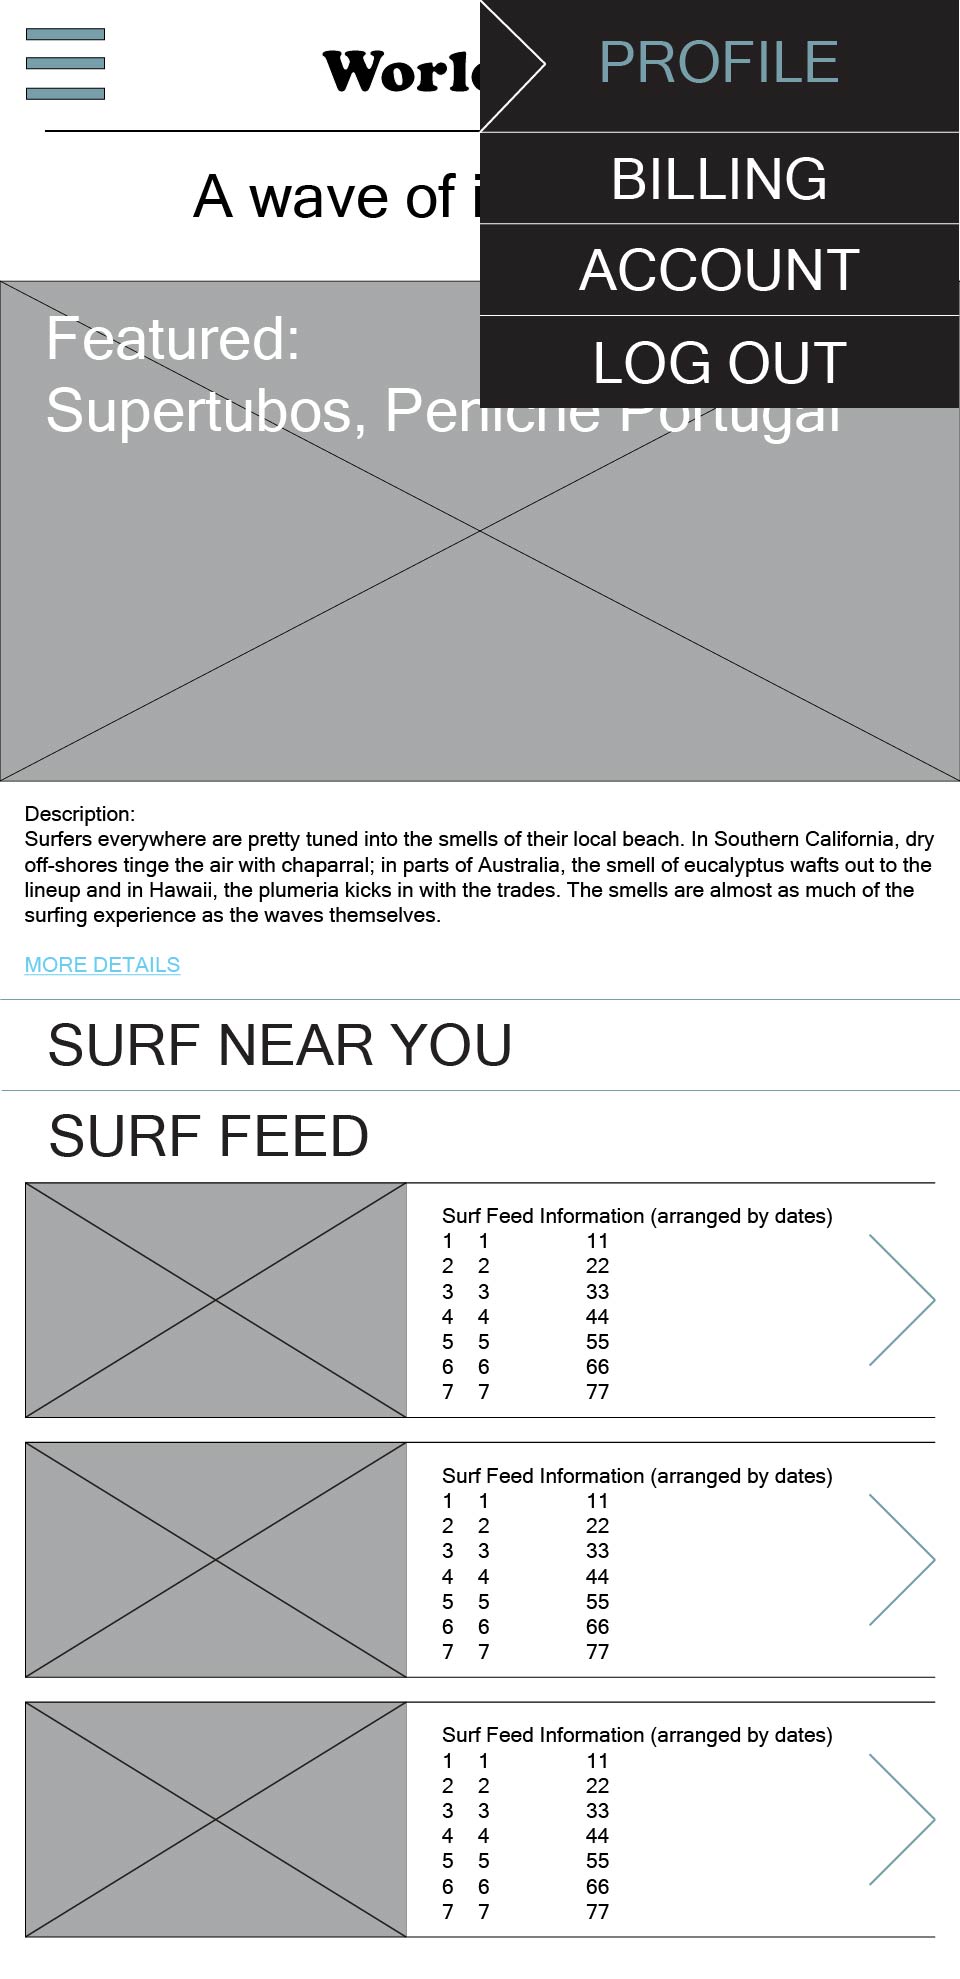 PROFILE
BILLING
ACCOUNT
LOG OUT
A wave of
Featured:
Supertubos, Peniche Portugal
Description:
Surfers everywhere are pretty tuned into the smells of their local beach. In Southern California, dry
off-shores tinge the air with chaparral; in parts of Australia, the smell of eucalyptus wafts out to the
lineup and in Hawaii, the plumeria kicks in with the trades. The smells are almost as much of the
surfing experience as the waves themselves.
MORE DETAILS
SURF NEAR YOU
SURF FEED
Surf Feed Information (arranged by dates)
1 1 11
2 2 22
3 3 33
4 4 44
5 5 55
6 6 66
7 7 77
Surf Feed Information (arranged by dates)
1 1 11
2 2 22
3 3 33
4 4 44
5 5 55
6 6 66
7 7 77
Surf Feed Information (arranged by dates)
1 1 11
2 2 22
3 3 33
4 4 44
5 5 55
6 6 66
7 7 77